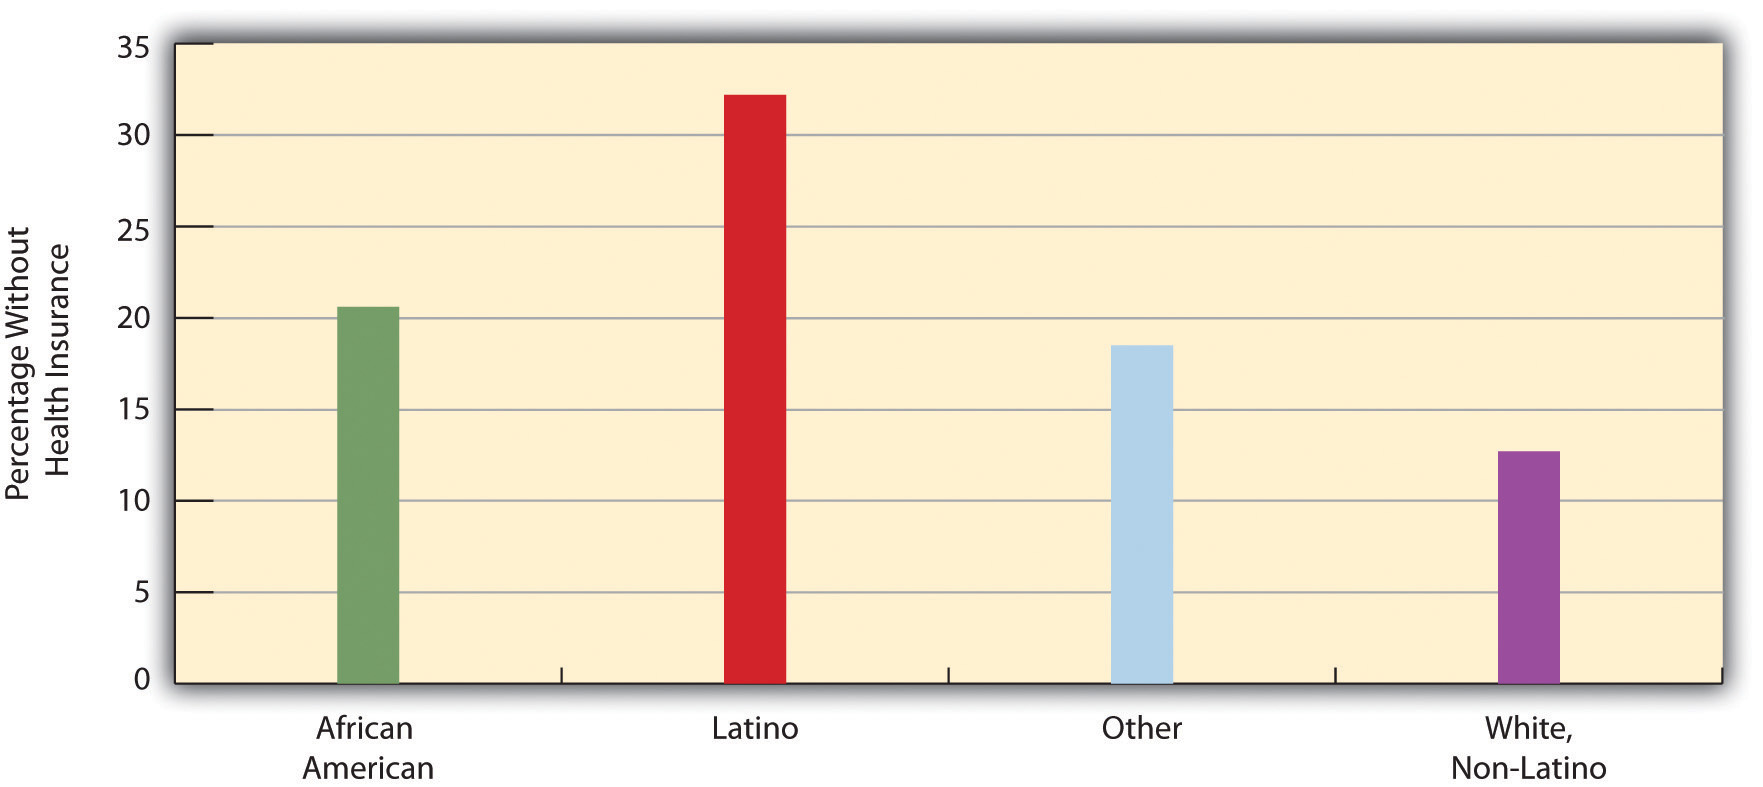 Percentage Without
Health Insurance
35
30
25
20
15
10
5
0
African
American
Latino
Other
White,
Non-Latino